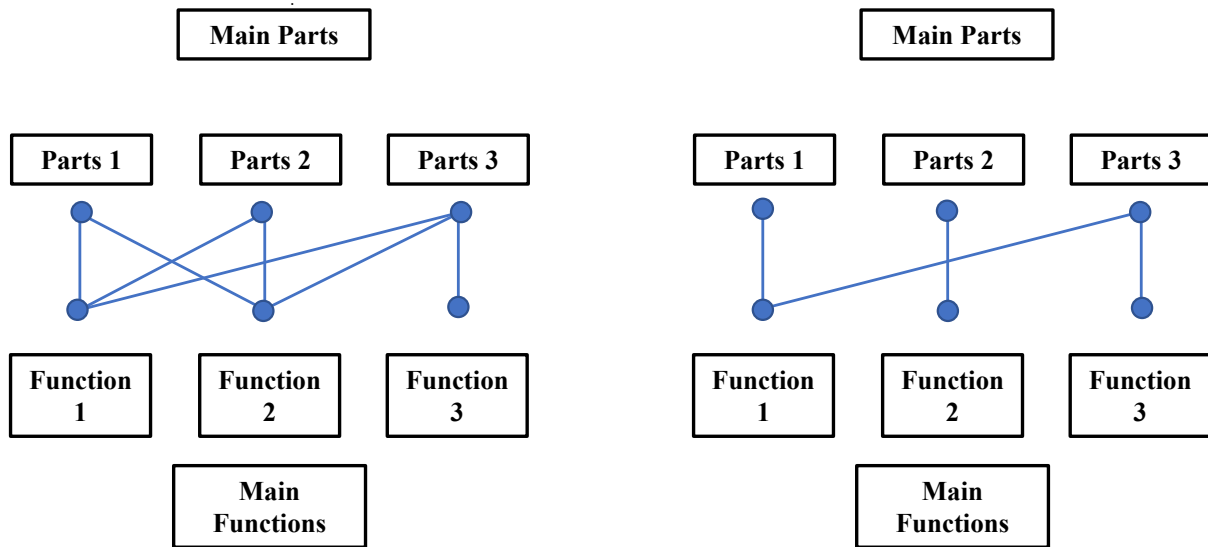 Main Parts
Main Parts
Parts 1
Parts 2
Parts 3
Parts 1
Parts 2
Parts 3
Function
1
Function
2
Function
3
Function
1
Function
2
Function
3
Main
Functions
Main
Functions